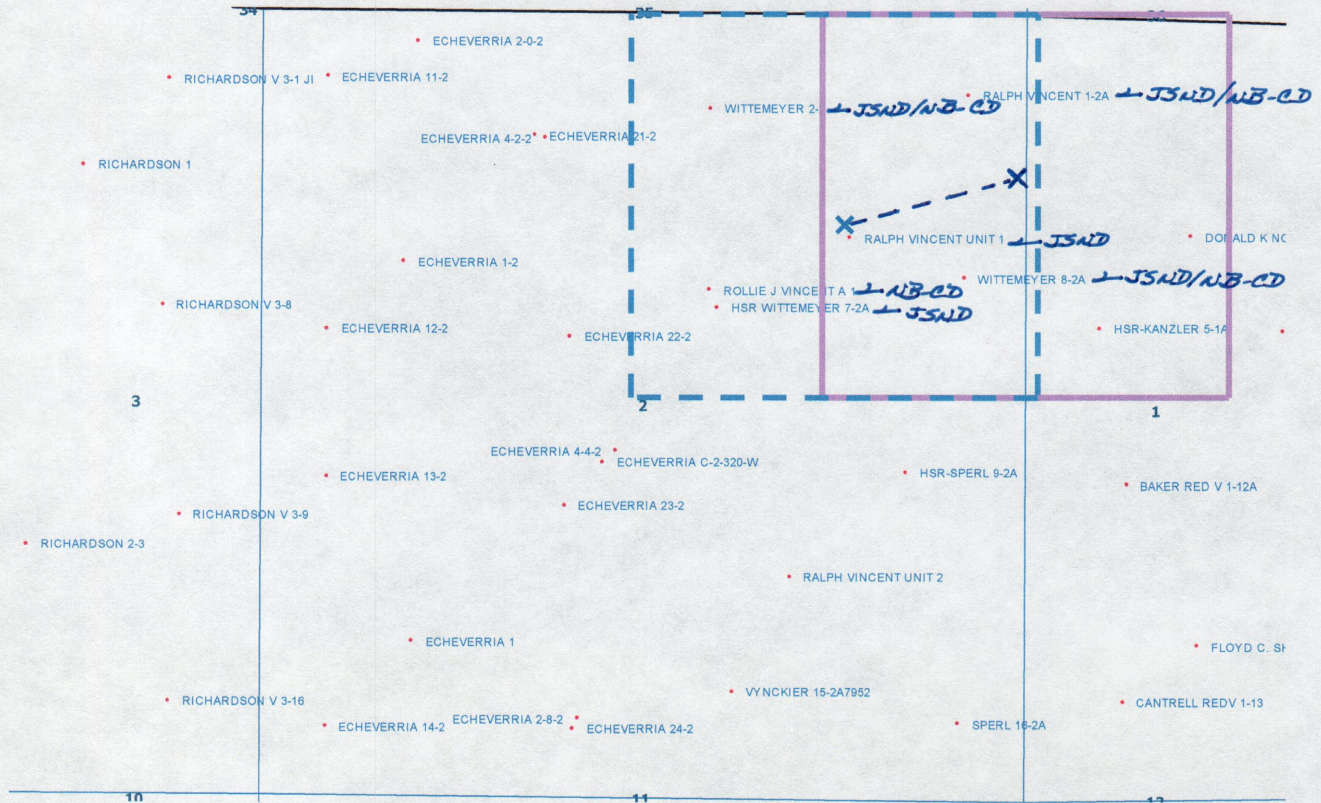 34
35
36
ECHEVERRIA 2-0-2
RICHARDSON V 3-1 JI
ECHEVERRIA 11-2
RALPH VINCENT 1-2A JSND/NB-CD
WITTEMEYER 2- JSND/NB-CD
ECHEVERRIA 4-2-2
ECHEVERRIA 21-2
RICHARDSON 1
RALPH VINCENT UNIT 1 JSND
DONALD K NC
ECHEVERRIA 1-2
WITTEMEYER 8-2A JSND/NB-CD
ROLLIE J VINCENT A 1 NB-CD
RICHARDSON V 3-8
HSR WITTEMEYER 7-2A JSND
ECHEVERRIA 12-2
ECHEVERRIA 22-2
HSR-KANZLER 5-1A
3
2
1
ECHEVERRIA 4-4-2
ECHEVERRIA C-2-320-W
ECHEVERRIA 13-2
HSR-SPERL 9-2A
BAKER RED V 1-12A
ECHEVERRIA 23-2
RICHARDSON V 3-9
RICHARDSON 2-3
RALPH VINCENT UNIT 2
ECHEVERRIA 1
FLOYD C. SH
VYNCKIER 15-2A7952
RICHARDSON V 3-16
CANTRELL REDV 1-13
ECHEVERRIA 14-2
ECHEVERRIA 2-8-2
ECHEVERRIA 24-2
SPERL 16-2A
10
11
12